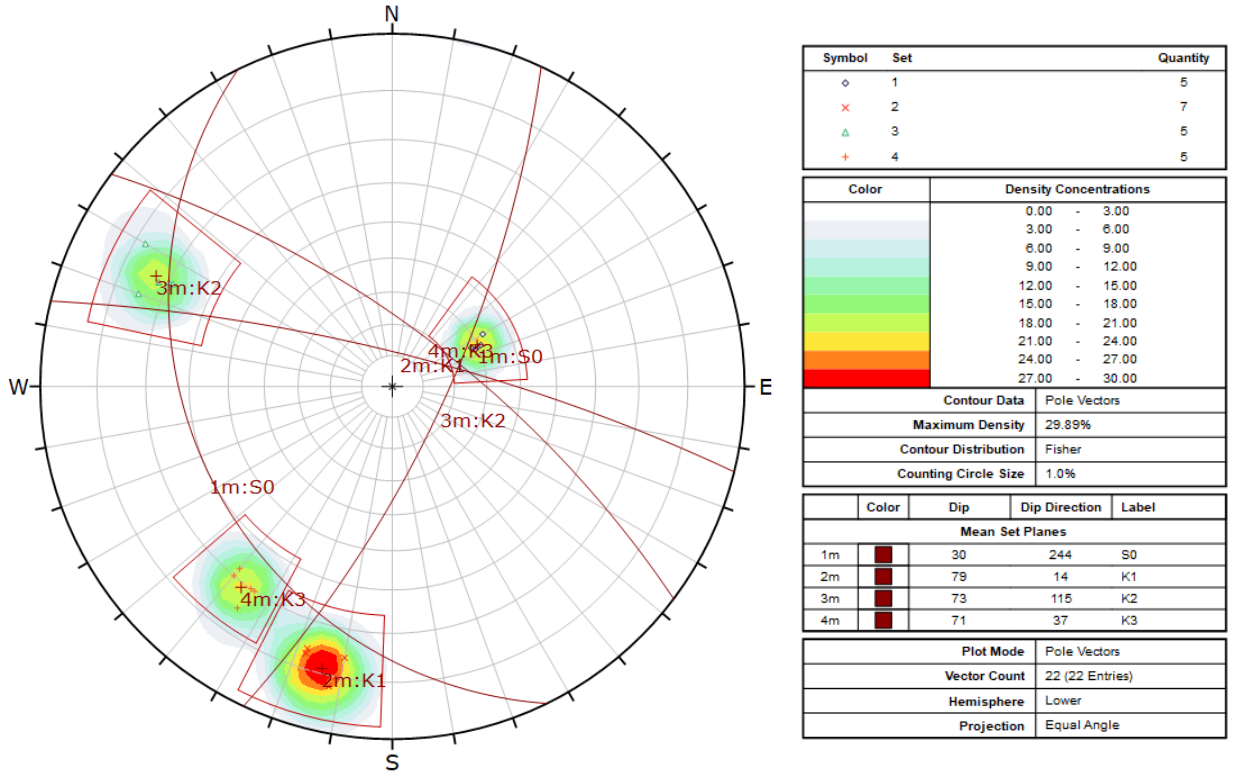 N
W
E
S
3m:K2
4m:K3
1m:S0
2m:K1
3m:K2
1m:S0
4m:K3
2m:K1
Symbol Set Quantity
1 5
2 7
3 5
4 5
Color Density Concentrations
0.00 - 3.00
3.00 - 6.00
6.00 - 9.00
9.00 - 12.00
12.00 - 15.00
15.00 - 18.00
18.00 - 21.00
21.00 - 24.00
24.00 - 27.00
27.00 - 30.00
Contour Data Pole Vectors
Maximum Density 29.89%
Contour Distribution Fisher
Counting Circle Size 1.0%
Color Dip Dip Direction Label
Mean Set Planes
1m 30 244 S0
2m 79 14 K1
3m 73 115 K2
4m 71 37 K3
Plot Mode Pole Vectors
Vector Count 22 (22 Entries)
Hemisphere Lower
Projection Equal Angle